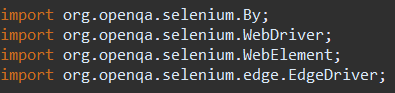 import org.openqa.selenium.By;
import org.openqa.selenium.WebDriver;
import org.openqa.selenium.WebElement;
import org.openqa.selenium.edge.EdgeDriver;